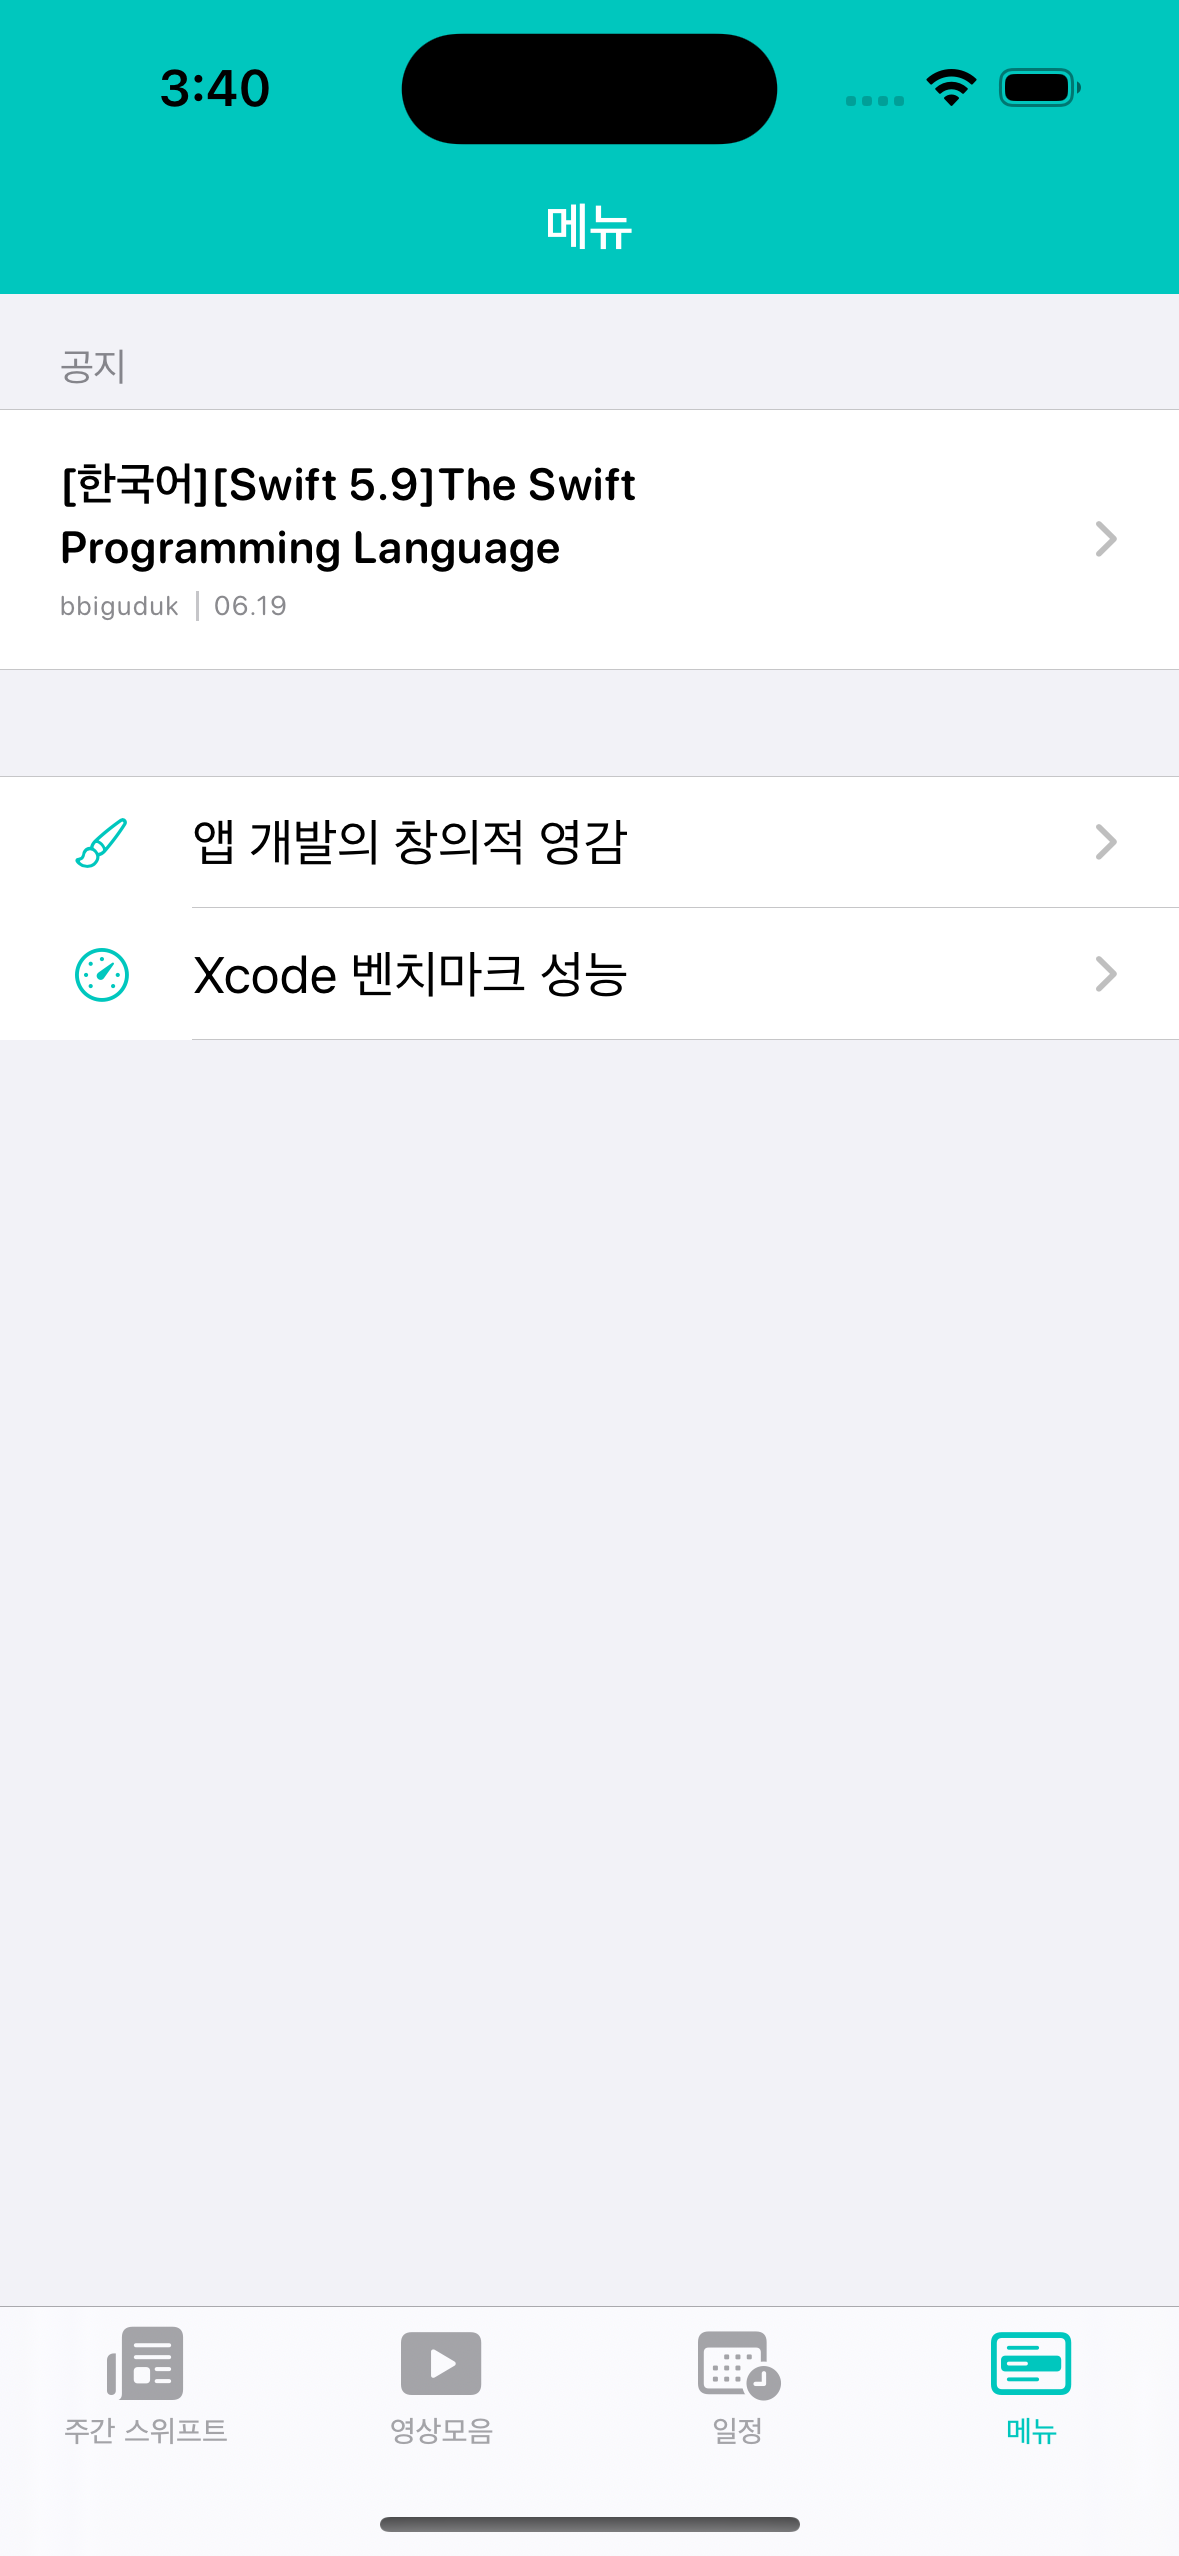 3:40
메뉴
공지
[한국어][Swift 5.9]The Swift
Programming Language
bbiguduk | 06.19
앱 개발의 창의적 영감
Xcode 벤치마크 성능
주간 스위프트
영상모음
일정
메뉴